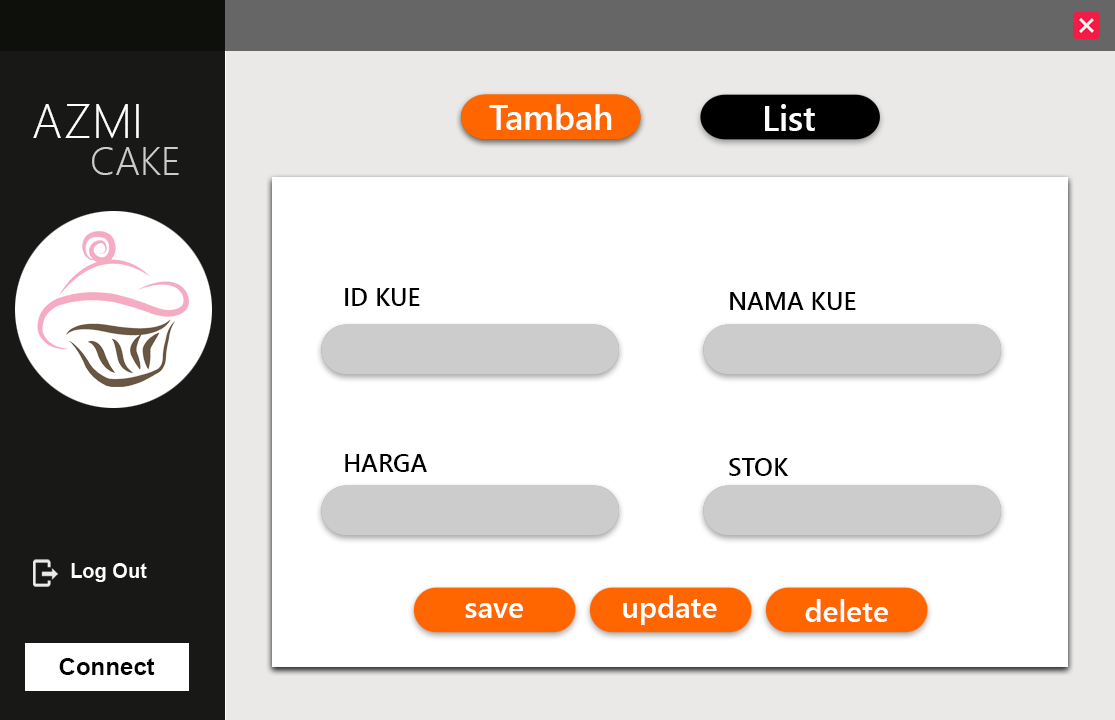 AZMI
CAKE
Log Out
Connect
Tambah
List
ID KUE
NAMA KUE
HARGA
STOK
save
update
delete